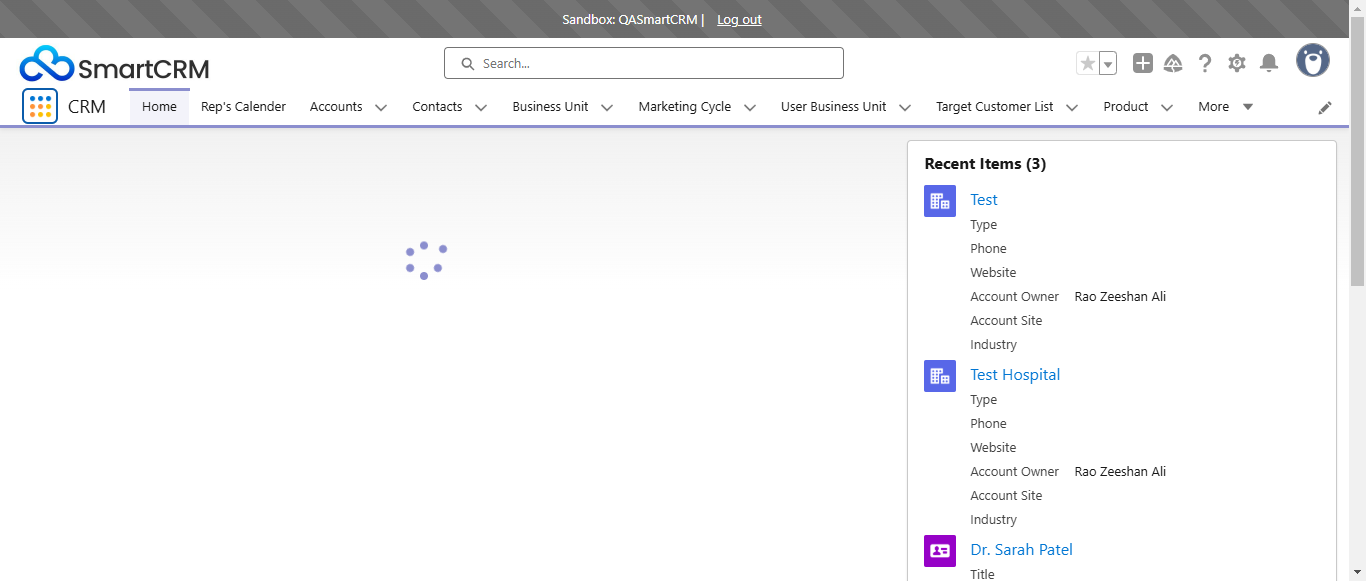 Sandbox: QASmartCRM | Log out
SmartCRM
Search...
CRM
Home Rep's Calender Accounts Contacts Business Unit Marketing Cycle User Business Unit Target Customer List Product More
Recent Items (3)
Test
Type
Phone
Website
Account Owner Rao Zeeshan Ali
Account Site
Industry
Test Hospital
Type
Phone
Website
Account Owner Rao Zeeshan Ali
Account Site
Industry
Dr. Sarah Patel
Title